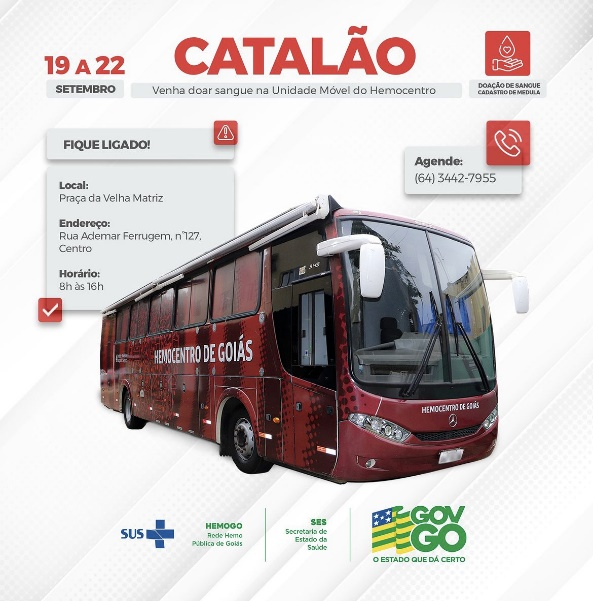 19 A 22
SETEMBRO
CATALÃO
Venha doar sangue na Unidade Móvel do Hemocentro
DOAÇÃO DE SANGUE
CADASTRO DE MEDULA
FIQUE LIGADO!
Local:
Praça da Velha Matriz
Endereço:
Rua Ademar Ferrugem, n°127,
Centro
Horário:
8h às 16h
Agende:
(64) 3442-7955
HEMOCENTRO DE GOIÁS
HEMOCENTRO DE GOIÁS
SUS
HEMOGO
Rede Hemo
Pública de Goiás
SES
Secretaria de
Estado da
Saúde
GOV
GO
O ESTADO QUE DÁ CERTO